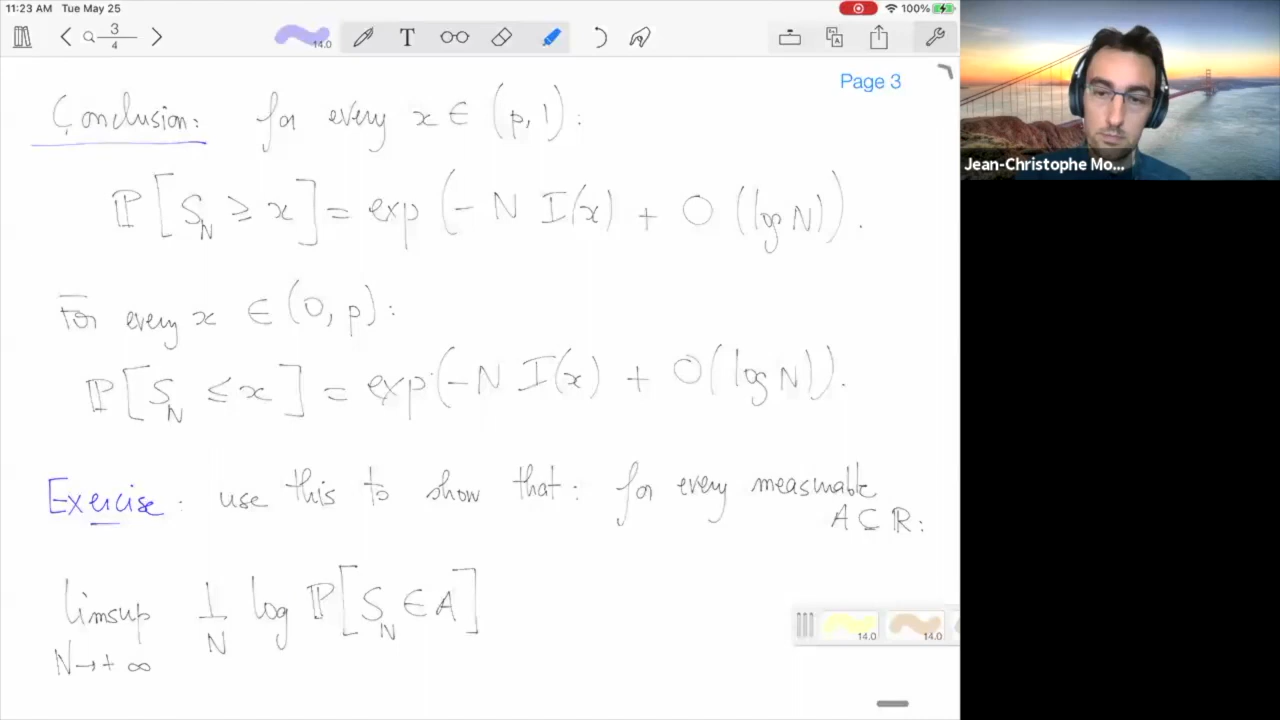 11:23 AM Tue May 25
100%
3
4
T
14.0
Page 3
Jean-Christophe Mo...
Conclusion: for every x ∈ (p, 1) :
ℙ[S_N ≥ x] = exp(- N I(x) + O(log N)).
For every x ∈ (0, p) :
ℙ[S_N ≤ x] = exp(-N I(x) + O(log N)).
Exercise : use this to show that : for every measurable
A ⊆ ℝ :
limsup 1/N log ℙ[S_N ∈ A]
N → + ∞
14.0
14.0